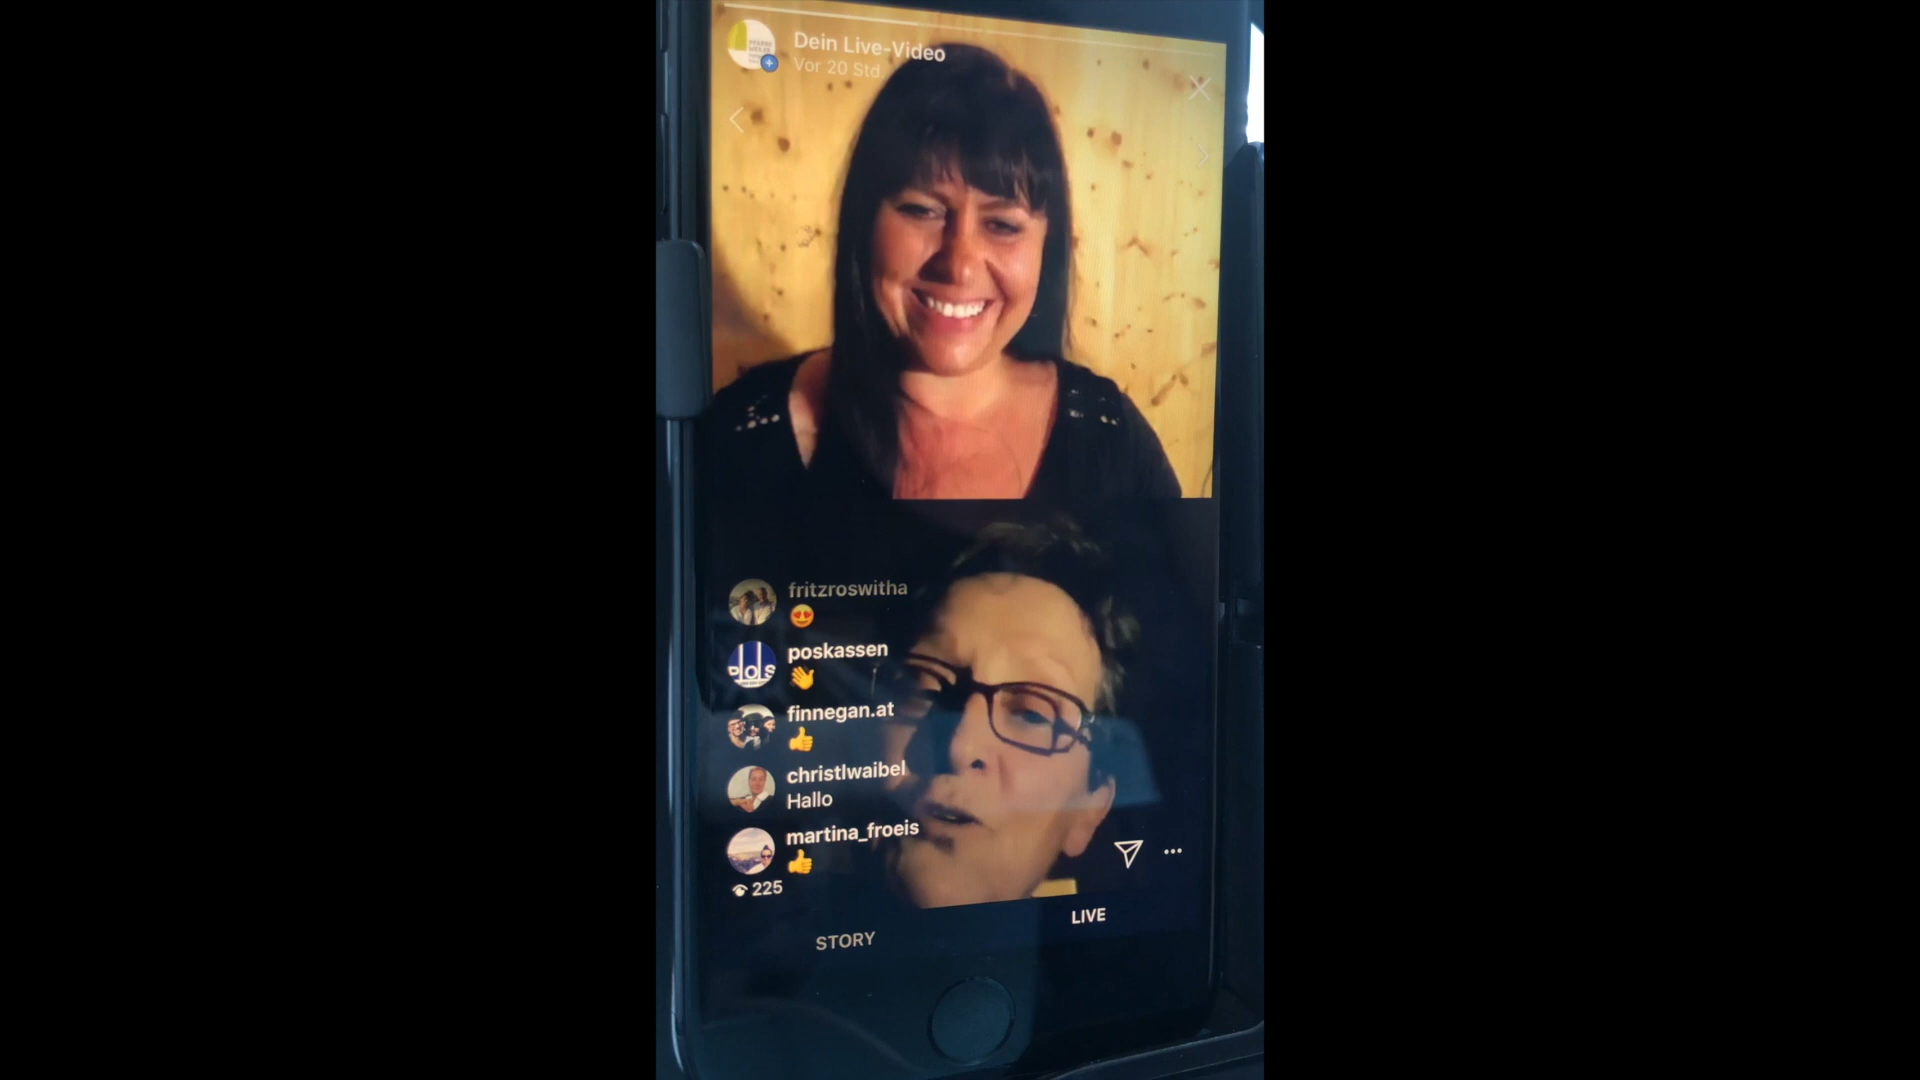 Dein Live-Video
Vor 20 Std.
fritzroswitha
poskassen
finnegan.at
christlwaibel
Hallo
martina_froeis
225
LIVE
STORY